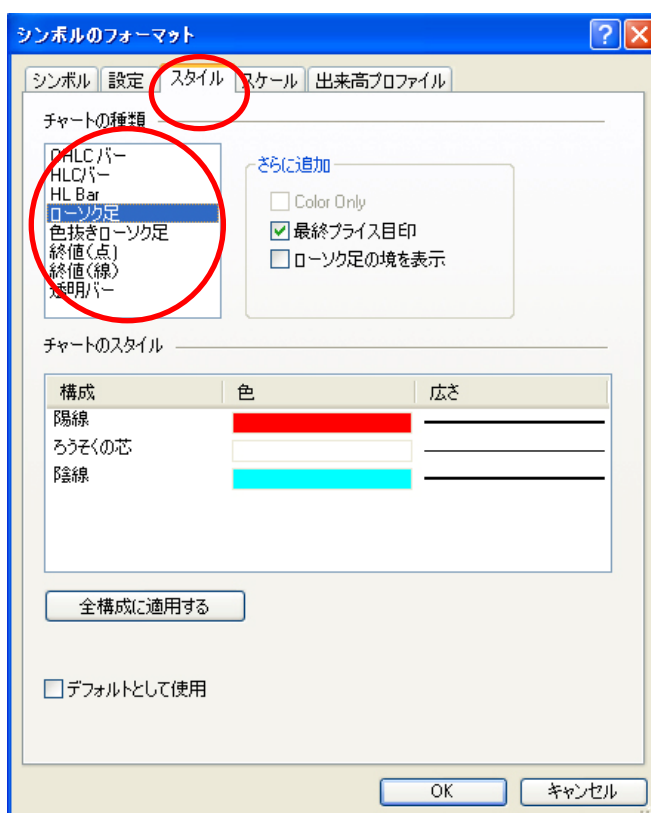 シンボルのフォーマット
シンボル 設定 スタイル スケール 出来高プロファイル
チャートの種類
OHLCバー
HLCバー
HL Bar
ローソク足
色抜きローソク足
終値(点)
終値(線)
透明バー
さらに追加
Color Only
最終プライス目印
ローソク足の境を表示
チャートのスタイル
構成 色 広さ
陽線
ろうそくの芯
陰線
全構成に適用する
デフォルトとして使用
OK キャンセル